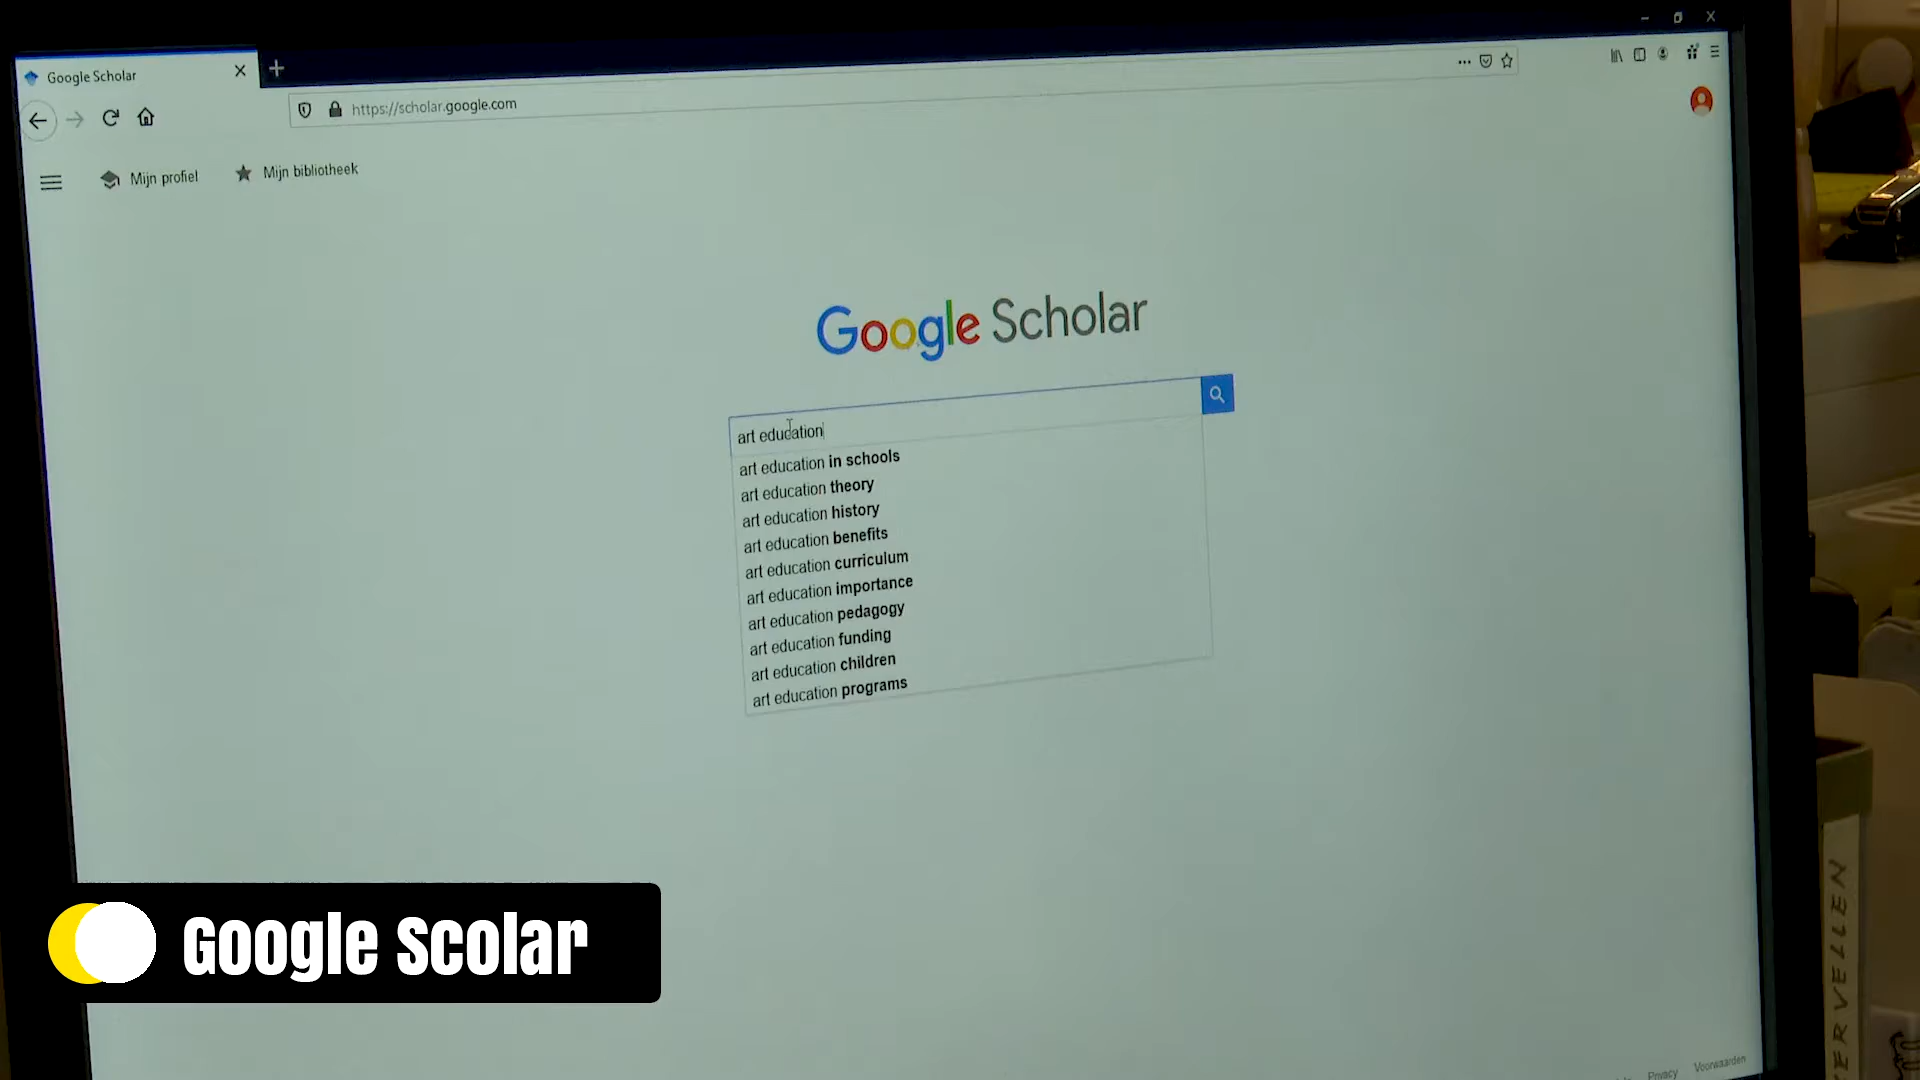 Google Scholar
https://scholar.google.com
Mijn profiel
Mijn bibliotheek
Google Scholar
art education
art education in schools
art education theory
art education history
art education benefits
art education curriculum
art education importance
art education pedagogy
art education funding
art education children
art education programs
Google Scolar
Privacy Voorwaarden
ERVELLEN